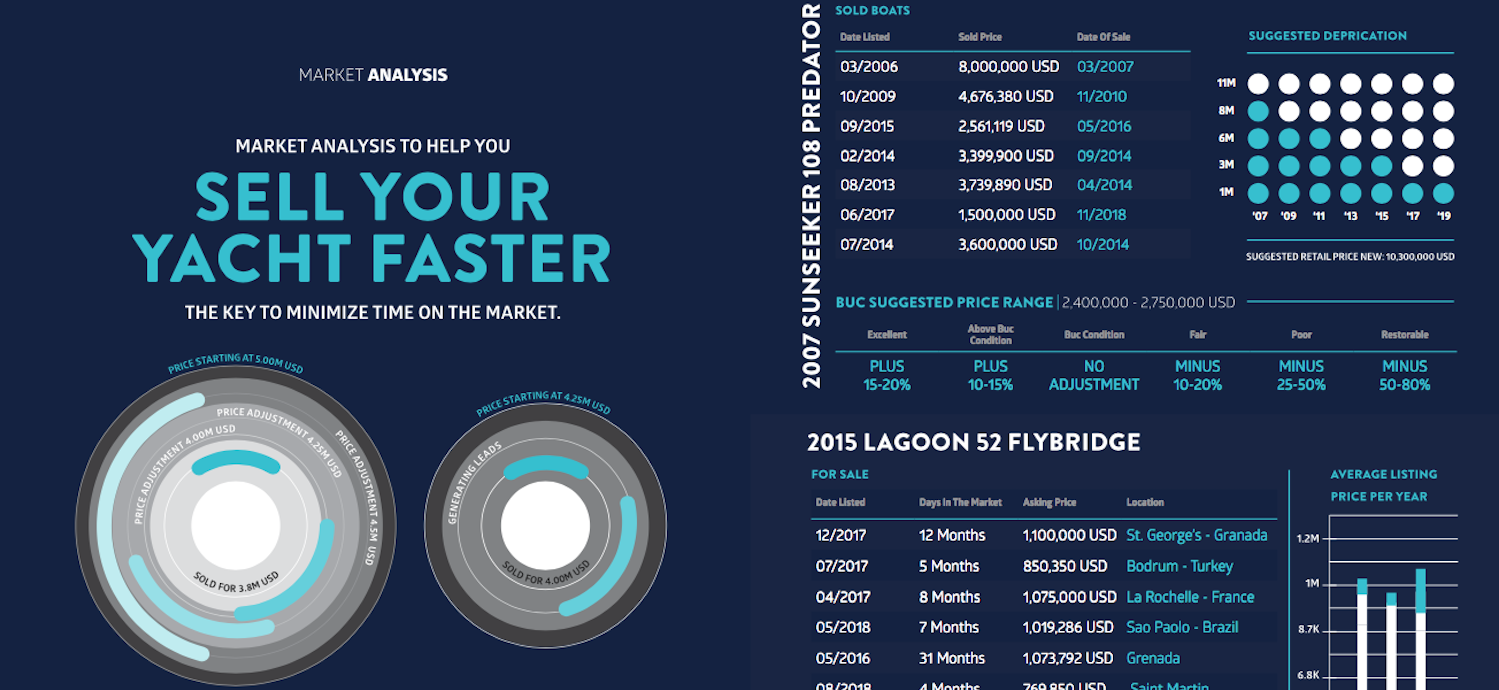 MARKET ANALYSIS
MARKET ANALYSIS TO HELP YOU
SELL YOUR
YACHT FASTER
THE KEY TO MINIMIZE TIME ON THE MARKET.
PRICE STARTING AT 5.00M USD
PRICE ADJUSTMENT 4.5M USD
PRICE ADJUSTMENT 4.25M USD
PRICE ADJUSTMENT 4.00M USD
SOLD FOR 3.8M USD
PRICE STARTING AT 4.25M USD
GENERATING LEADS
SOLD FOR 4.00M USD
2007 SUNSEEKER 108 PREDATOR
SOLD BOATS
Date Listed Sold Price Date Of Sale
03/2006 8,000,000 USD 03/2007
10/2009 4,676,380 USD 11/2010
09/2015 2,561,119 USD 05/2016
02/2014 3,399,900 USD 09/2014
08/2013 3,739,890 USD 04/2014
06/2017 1,500,000 USD 11/2018
07/2014 3,600,000 USD 10/2014
SUGGESTED DEPRICATION
11M
8M
6M
3M
1M
'07 '09 '11 '13 '15 '17 '19
SUGGESTED RETAIL PRICE NEW: 10,300,000 USD
BUC SUGGESTED PRICE RANGE | 2,400,000 - 2,750,000 USD
Excellent Above Buc Condition Buc Condition Fair Poor Restorable
PLUS PLUS NO MINUS MINUS MINUS
15-20% 10-15% ADJUSTMENT 10-20% 25-50% 50-80%
2015 LAGOON 52 FLYBRIDGE
FOR SALE
Date Listed Days In The Market Asking Price Location
12/2017 12 Months 1,100,000 USD St. George's - Granada
07/2017 5 Months 850,350 USD Bodrum - Turkey
04/2017 8 Months 1,075,000 USD La Rochelle - France
05/2018 7 Months 1,019,286 USD Sao Paolo - Brazil
05/2016 31 Months 1,073,792 USD Grenada
08/2018 4 Months 769,850 USD Saint Martin
AVERAGE LISTING
PRICE PER YEAR
1.2M
1M
8.7K
6.8K